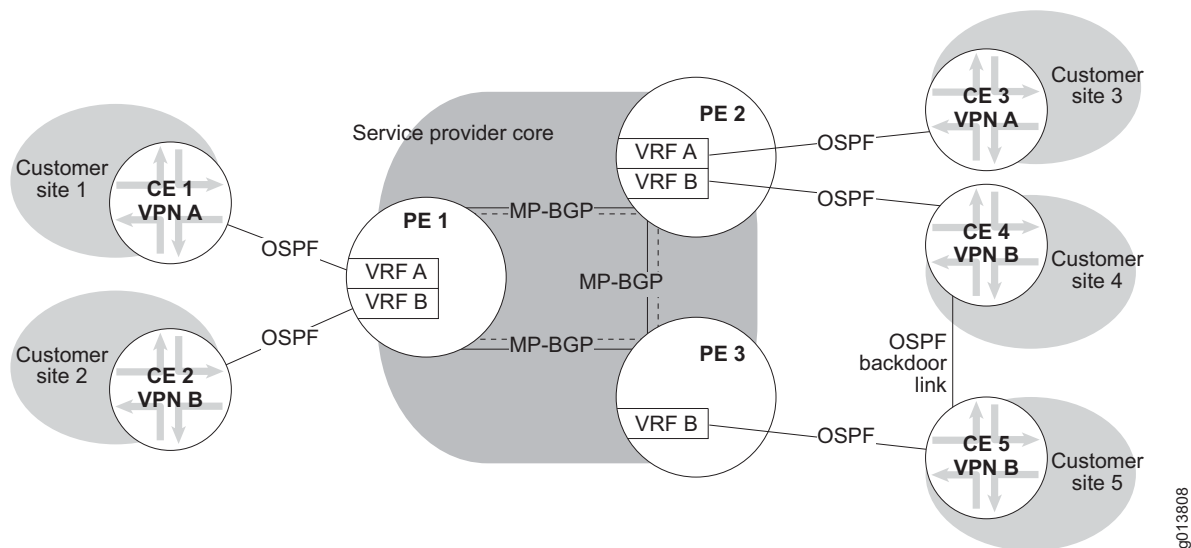 Customer
site 1
CE 1
VPN A
OSPF
Customer
site 2
CE 2
VPN B
OSPF
Service provider core
PE 1
VRF A
VRF B
MP-BGP
MP-BGP
MP-BGP
PE 2
VRF A
VRF B
PE 3
VRF B
OSPF
OSPF
OSPF
CE 3
VPN A
Customer
site 3
CE 4
VPN B
Customer
site 4
OSPF
backdoor
link
CE 5
VPN B
Customer
site 5
g013808